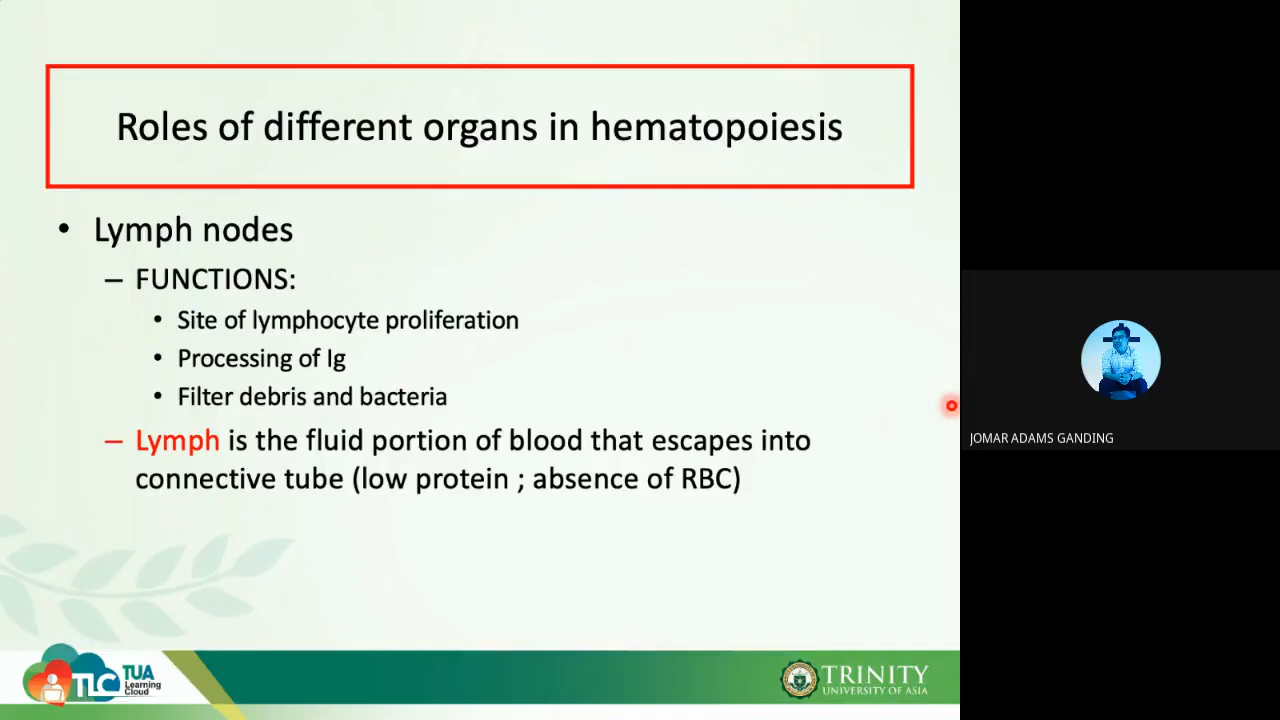 Roles of different organs in hematopoiesis
• Lymph nodes
– FUNCTIONS:
• Site of lymphocyte proliferation
• Processing of Ig
• Filter debris and bacteria
– Lymph is the fluid portion of blood that escapes into
connective tube (low protein ; absence of RBC)
JOMAR ADAMS GANDING
TLC TUA
Learning
Cloud
TRINITY
UNIVERSITY OF ASIA